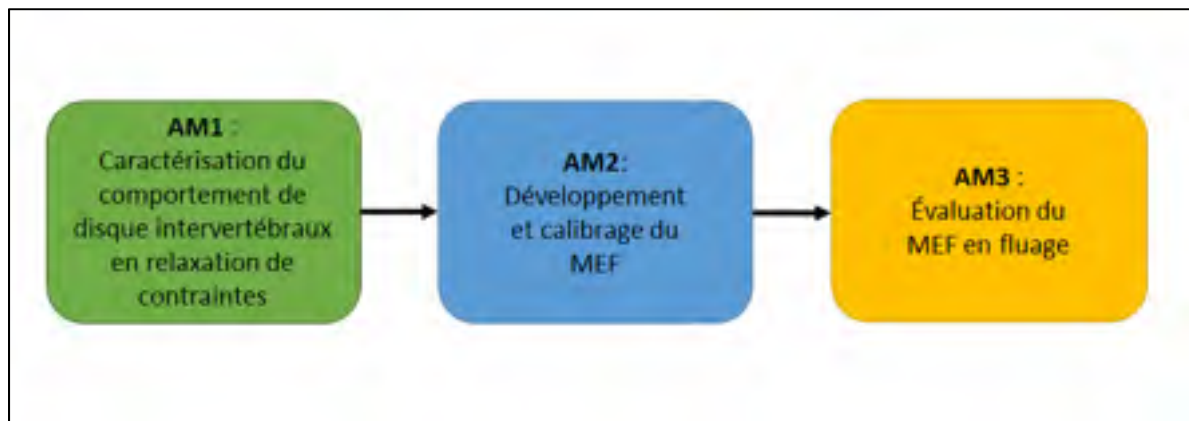 AM1 :
Caractérisation du
comportement de
disque intervertébraux
en relaxation de
contraintes
AM2:
Développement
et calibrage du
MEF
AM3 :
Évaluation du
MEF en fluage